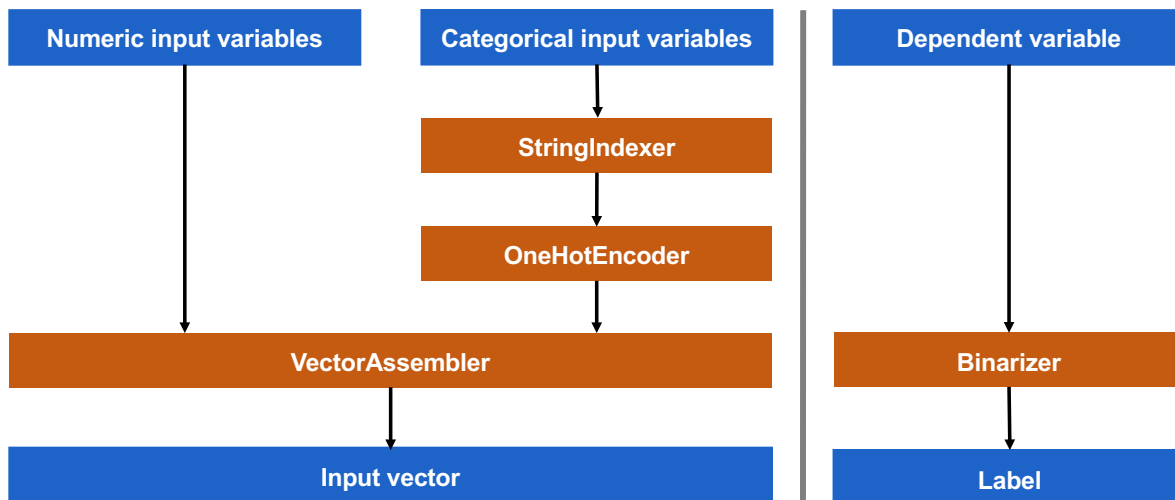 Numeric input variables
Categorical input variables
Dependent variable
StringIndexer
OneHotEncoder
VectorAssembler
Binarizer
Input vector
Label